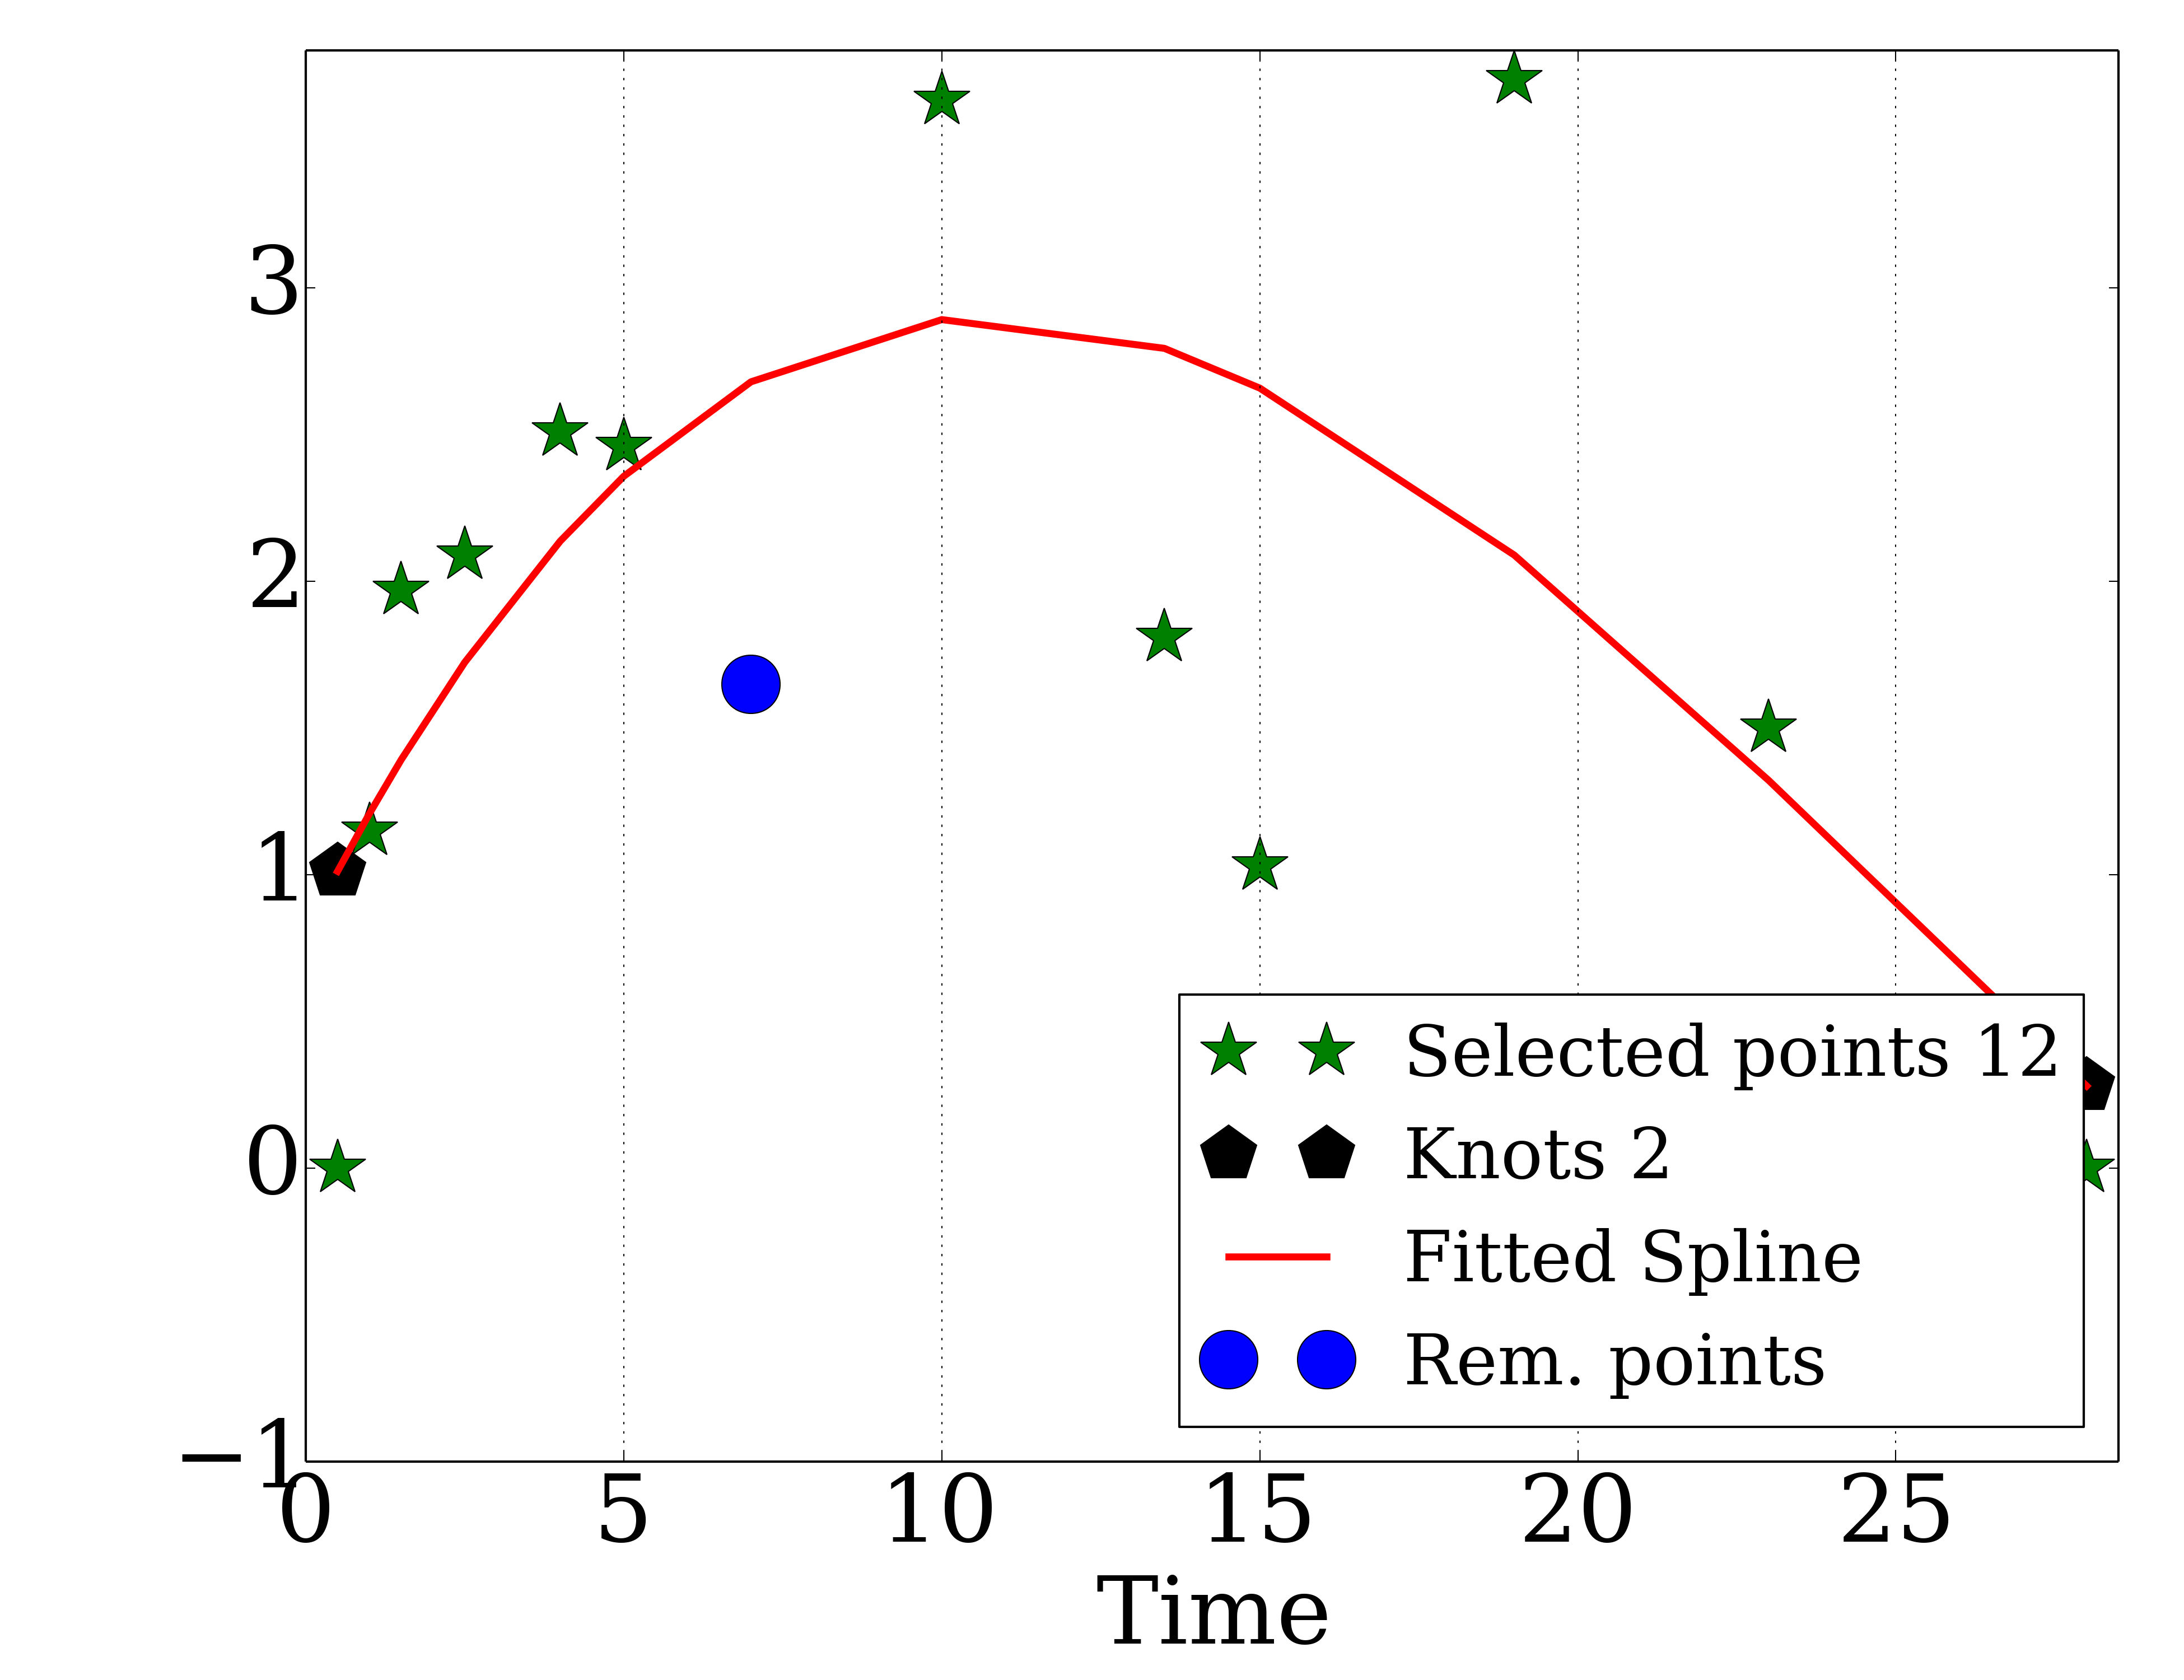 3
2
1
0
−1
0 5 10 15 20 25
Time
Selected points 12
Knots 2
Fitted Spline
Rem. points